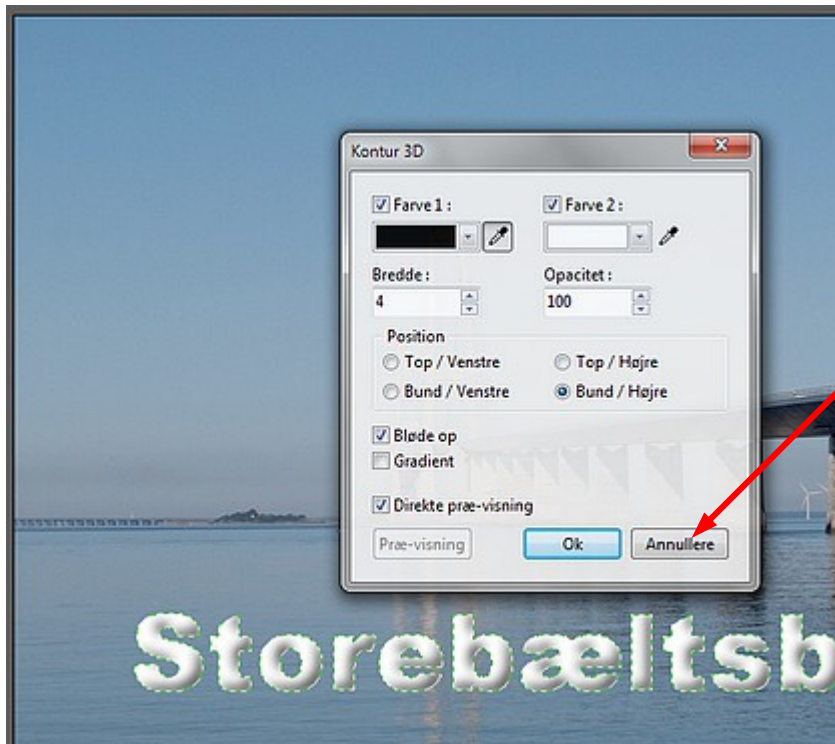 Kontur 3D
Farve 1 :
Farve 2 :
Bredde :
Opacitet :
4
100
Position
Top / Venstre
Top / Højre
Bund / Venstre
Bund / Højre
Bløde op
Gradient
Direkte præ-visning
Præ-visning
Ok
Annullere
Storebæltsb